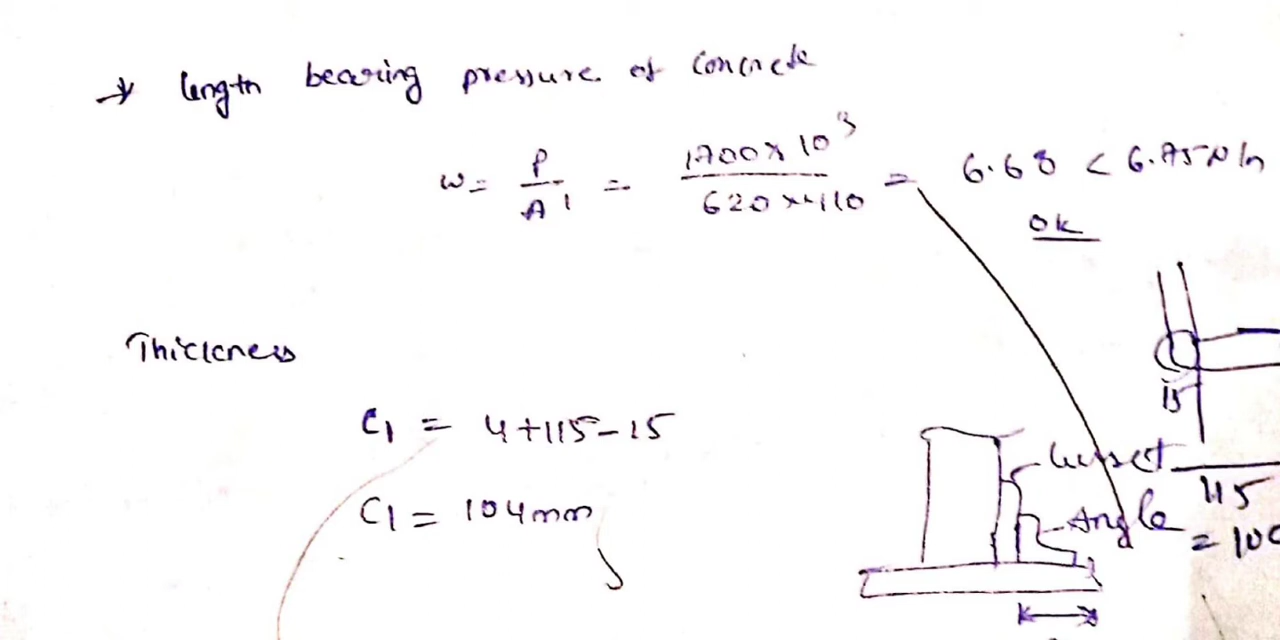 → length bearing pressure of concrete
w = P / A' = 1700 x 10³ / 620 x 410 = 6.68 < 6.75 N/n
ok
Thickness
15
C1 = 4+115-15
Gusset
115
C1 = 104mm
Angle
= 100